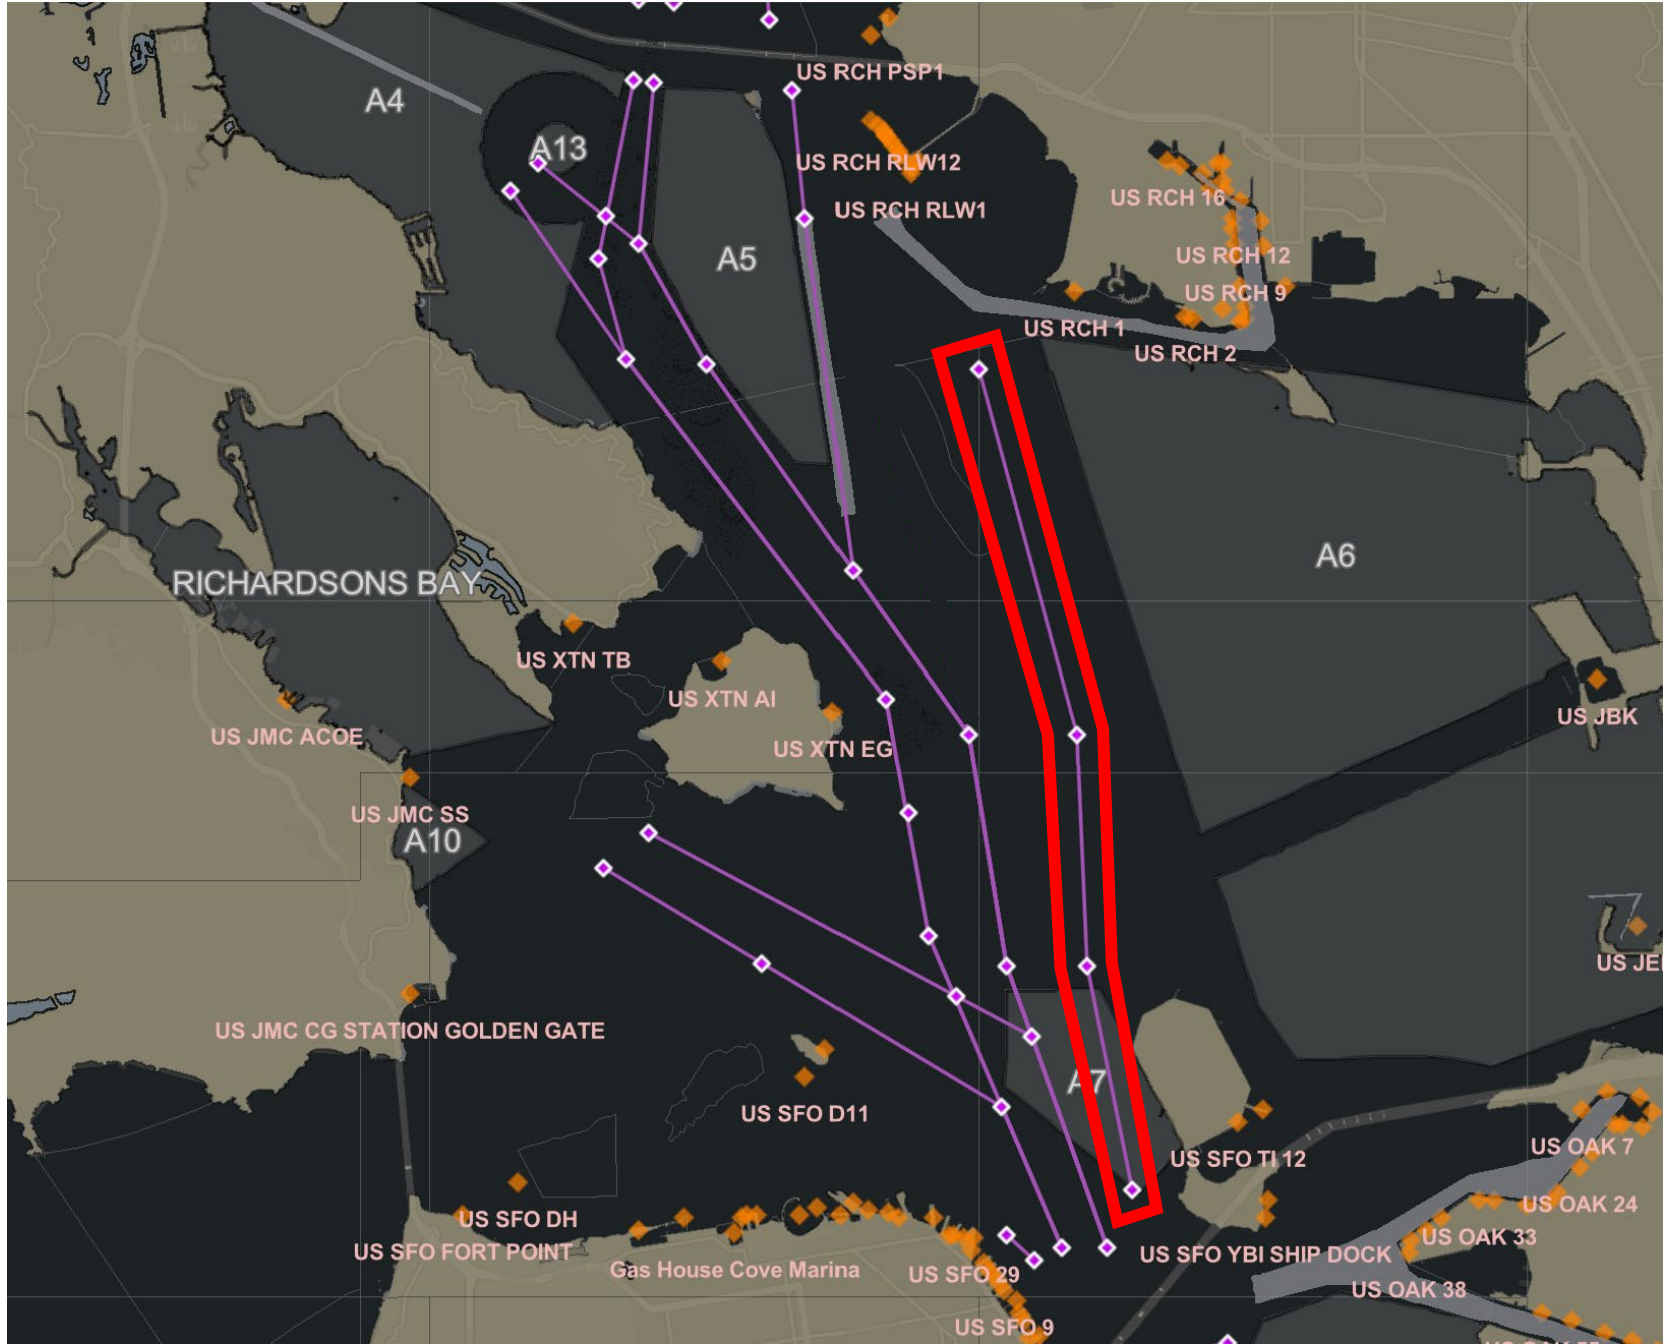 US RCH PSP1
A4
A13
US RCH RLW12
US RCH 16
US RCH RLW1
A5
US RCH 12
US RCH 9
US RCH 1
US RCH 2
A6
RICHARDSONS BAY
US XTN TB
US XTN AI
US JBK
US JMC ACOE
US XTN EG
US JMC SS
A10
US JE
US JMC CG STATION GOLDEN GATE
A7
US SFO D11
US OAK 7
US SFO TI 12
US OAK 24
US SFO DH
US OAK 33
US SFO FORT POINT
US SFO YBI SHIP DOCK
Gas House Cove Marina
US SFO 29
US OAK 38
US SFO 9